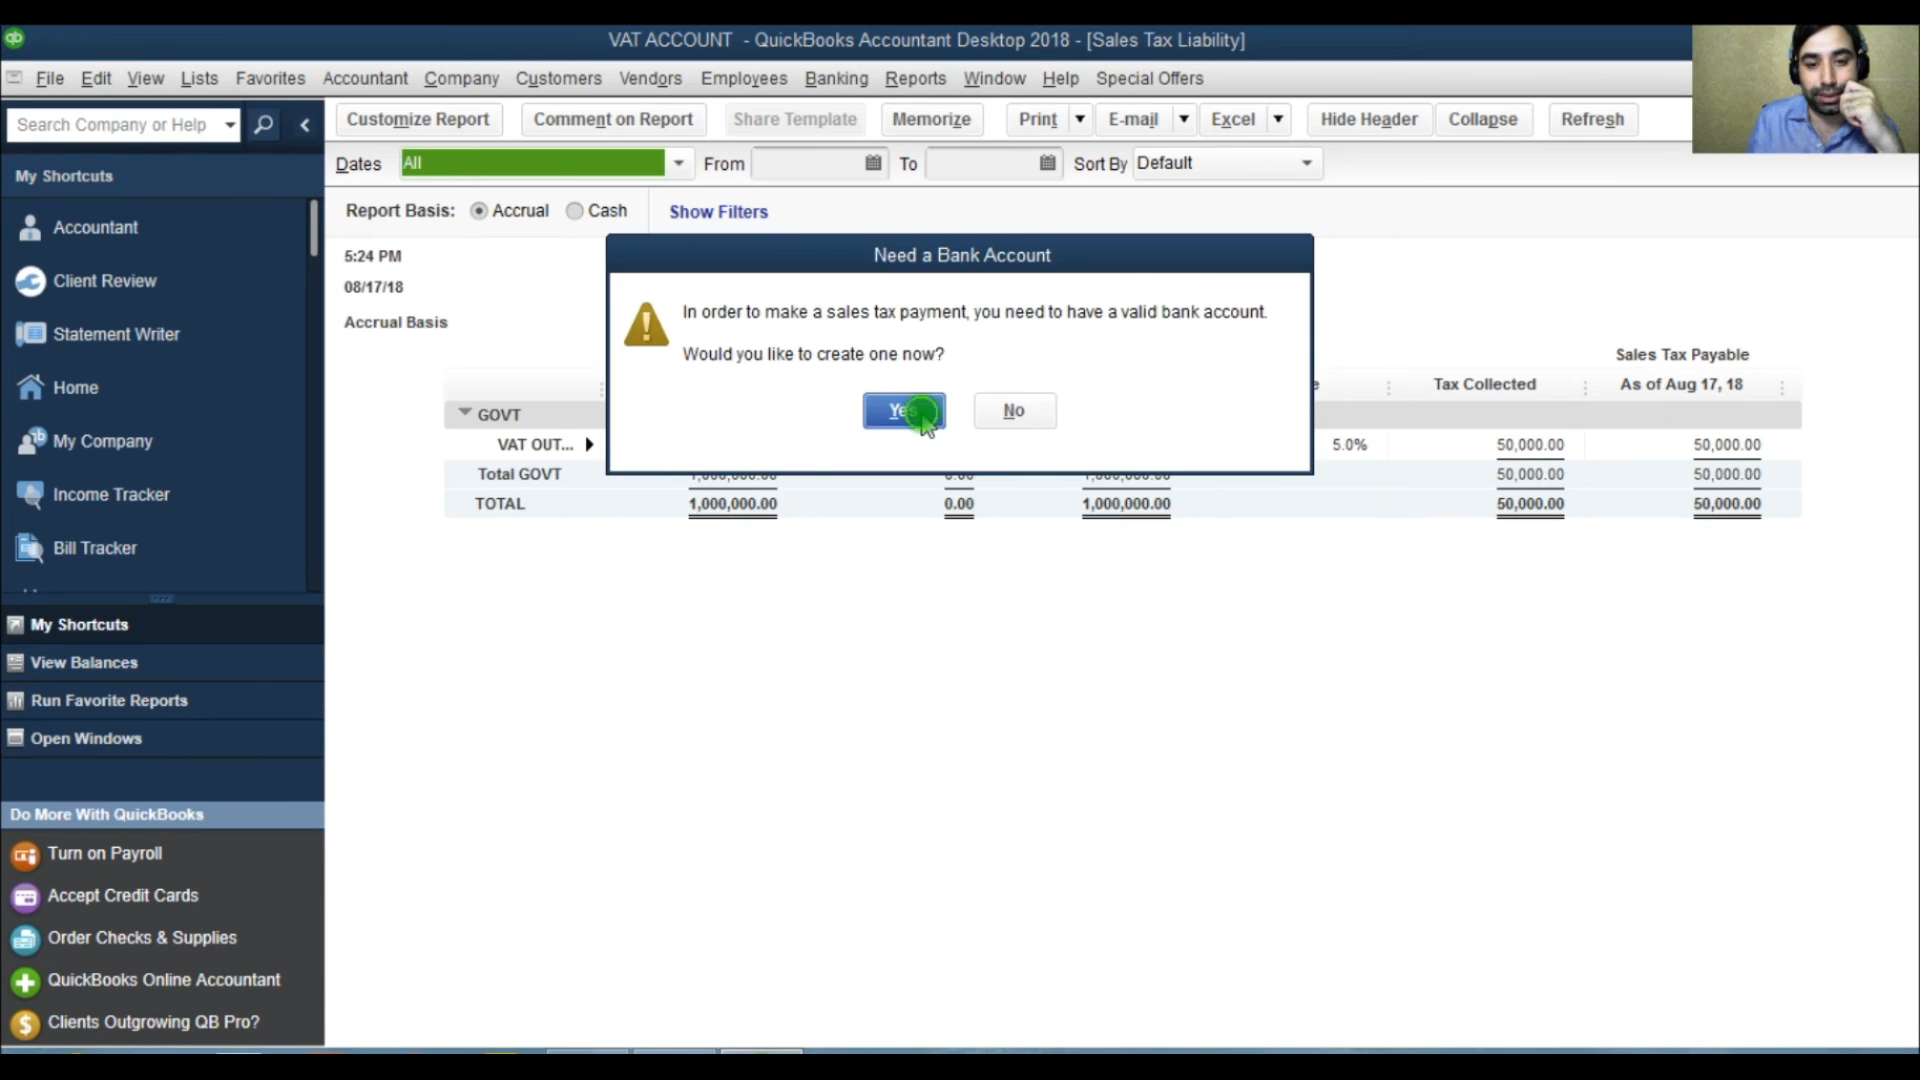 VAT ACCOUNT - QuickBooks Accountant Desktop 2018 - [Sales Tax Liability]
File Edit View Lists Favorites Accountant Company Customers Vendors Employees Banking Reports Window Help Special Offers
Search Company or Help
Customize Report Comment on Report Share Template Memorize Print E-mail Excel Hide Header Collapse Refresh
Dates All From To Sort By Default
My Shortcuts
Report Basis: Accrual Cash Show Filters
Accountant
Client Review
Statement Writer
Home
My Company
Income Tracker
Bill Tracker
My Shortcuts
View Balances
Run Favorite Reports
Open Windows
Do More With QuickBooks
Turn on Payroll
Accept Credit Cards
Order Checks & Supplies
QuickBooks Online Accountant
Clients Outgrowing QB Pro?
5:24 PM
08/17/18
Accrual Basis
Need a Bank Account
In order to make a sales tax payment, you need to have a valid bank account.
Would you like to create one now?
Yes No
Sales Tax Payable
Tax Collected As of Aug 17, 18
GOVT
VAT OUT... 5.0% 50,000.00 50,000.00
Total GOVT 1,000,000.00 0.00 1,000,000.00 50,000.00 50,000.00
TOTAL 1,000,000.00 0.00 1,000,000.00 50,000.00 50,000.00